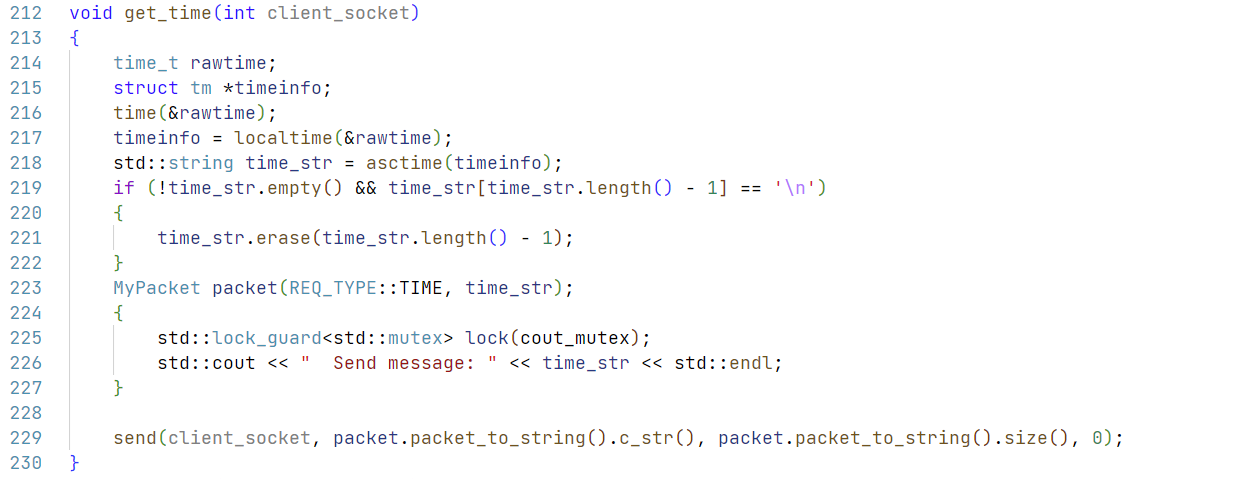 212 void get_time(int client_socket)
213 {
214     time_t rawtime;
215     struct tm *timeinfo;
216     time(&rawtime);
217     timeinfo = localtime(&rawtime);
218     std::string time_str = asctime(timeinfo);
219     if (!time_str.empty() && time_str[time_str.length() - 1] == '\n')
220     {
221         time_str.erase(time_str.length() - 1);
222     }
223     MyPacket packet(REQ_TYPE::TIME, time_str);
224     {
225         std::lock_guard<std::mutex> lock(cout_mutex);
226         std::cout << "  Send message: " << time_str << std::endl;
227     }
228
229     send(client_socket, packet.packet_to_string().c_str(), packet.packet_to_string().size(), 0);
230 }